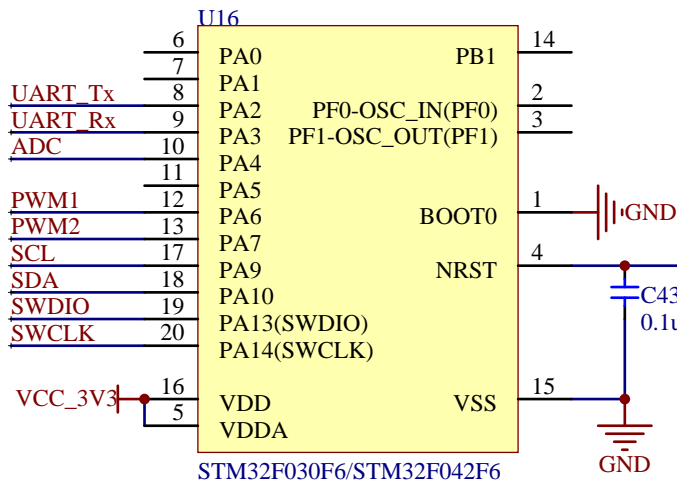 U16
6 PA0 PB1 14
7 PA1
UART_Tx 8 PA2 PF0-OSC_IN(PF0) 2
UART_Rx 9 PA3 PF1-OSC_OUT(PF1) 3
ADC 10 PA4
11 PA5
PWM1 12 PA6 BOOT0 1 GND
PWM2 13 PA7
SCL 17 PA9 NRST 4
SDA 18 PA10
SWDIO 19 PA13(SWDIO)
SWCLK 20 PA14(SWCLK)
C43
0.1u
VCC_3V3 16 VDD VSS 15
5 VDDA
GND
STM32F030F6/STM32F042F6